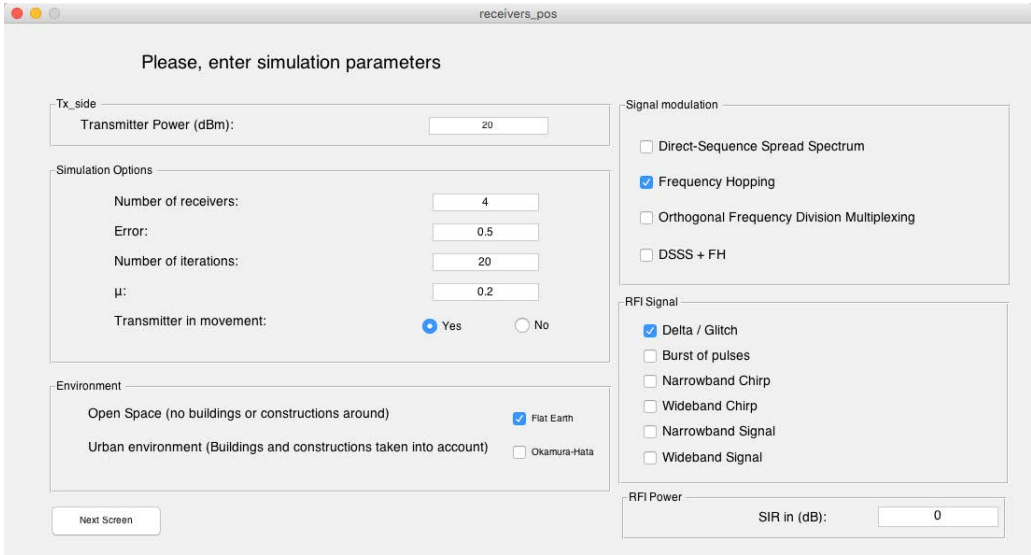 receivers_pos
Please, enter simulation parameters
Tx_side
Transmitter Power (dBm): 20
Simulation Options
Number of receivers: 4
Error: 0.5
Number of iterations: 20
µ: 0.2
Transmitter in movement: Yes No
Environment
Open Space (no buildings or constructions around) Flat Earth
Urban environment (Buildings and constructions taken into account) Okamura-Hata
Next Screen
Signal modulation
Direct-Sequence Spread Spectrum
Frequency Hopping
Orthogonal Frequency Division Multiplexing
DSSS + FH
RFI Signal
Delta / Glitch
Burst of pulses
Narrowband Chirp
Wideband Chirp
Narrowband Signal
Wideband Signal
RFI Power
SIR in (dB): 0